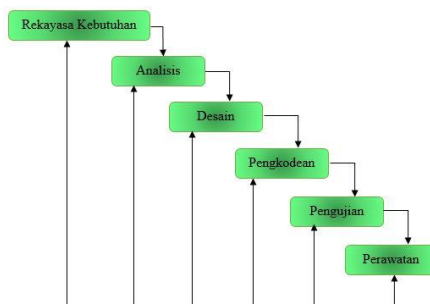 Rekayasa Kebutuhan
Analisis
Desain
Pengkodean
Pengujian
Perawatan